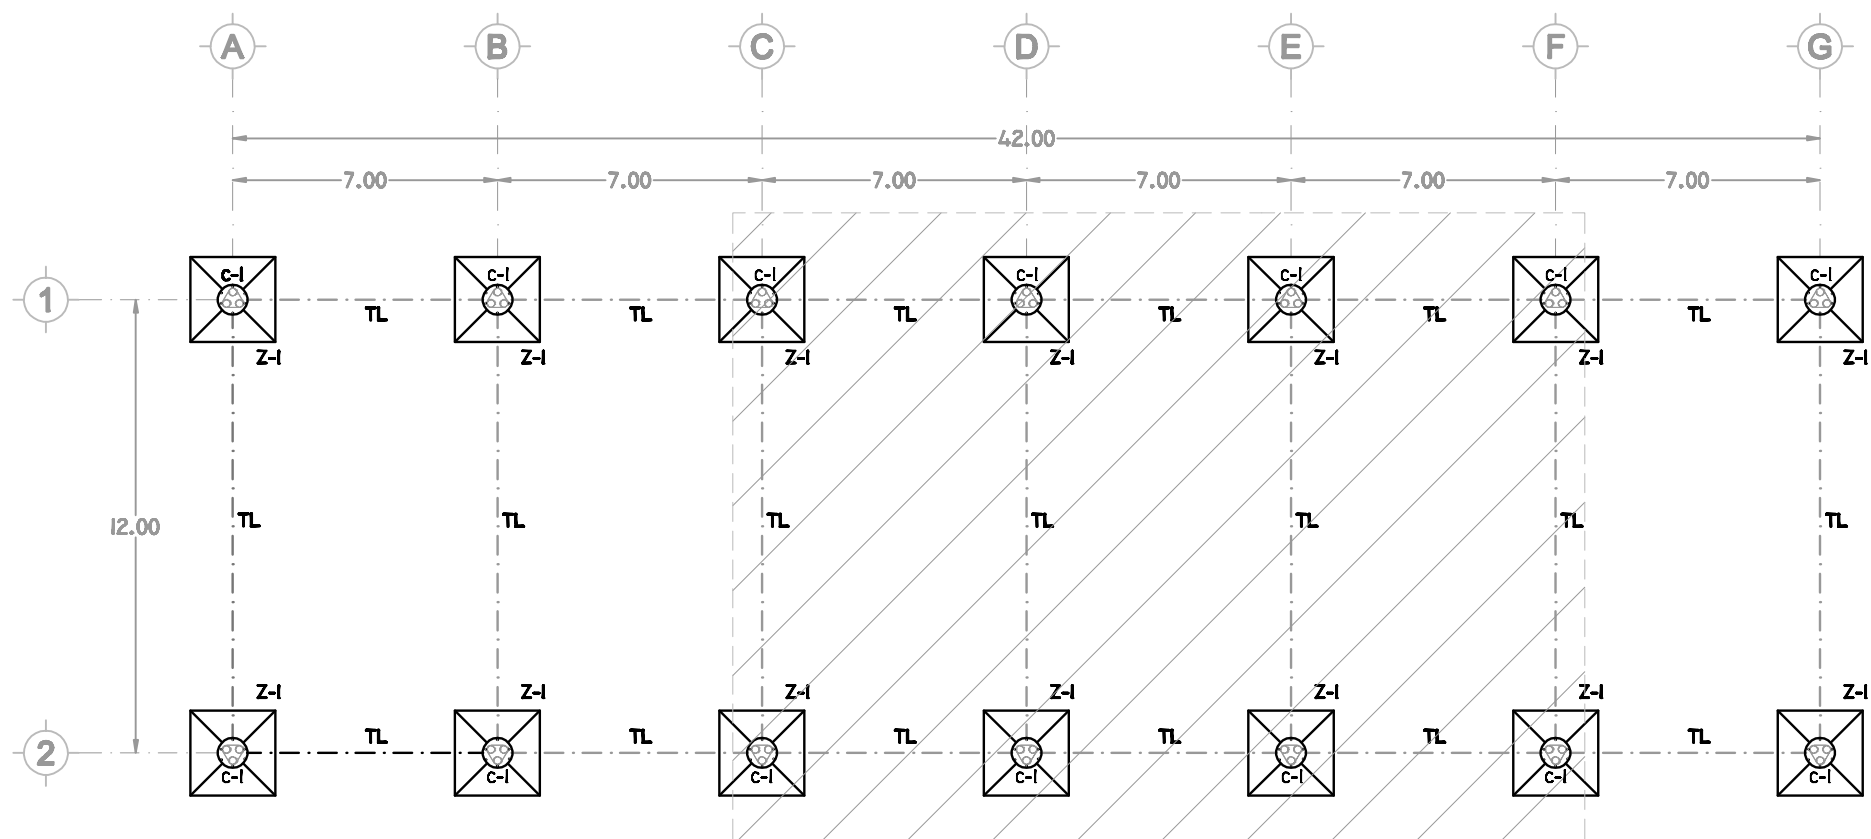 A B C D E F G
42.00
7.00 7.00 7.00 7.00 7.00 7.00
C-1 C-1 C-1 C-1 C-1 C-1 C-1
1
TL TL TL TL TL TL
Z-1 Z-1 Z-1 Z-1 Z-1 Z-1 Z-1
12.00 TL TL TL TL TL TL TL
Z-1 Z-1 Z-1 Z-1 Z-1 Z-1 Z-1
TL TL TL TL TL TL
2
C-1 C-1 C-1 C-1 C-1 C-1 C-1